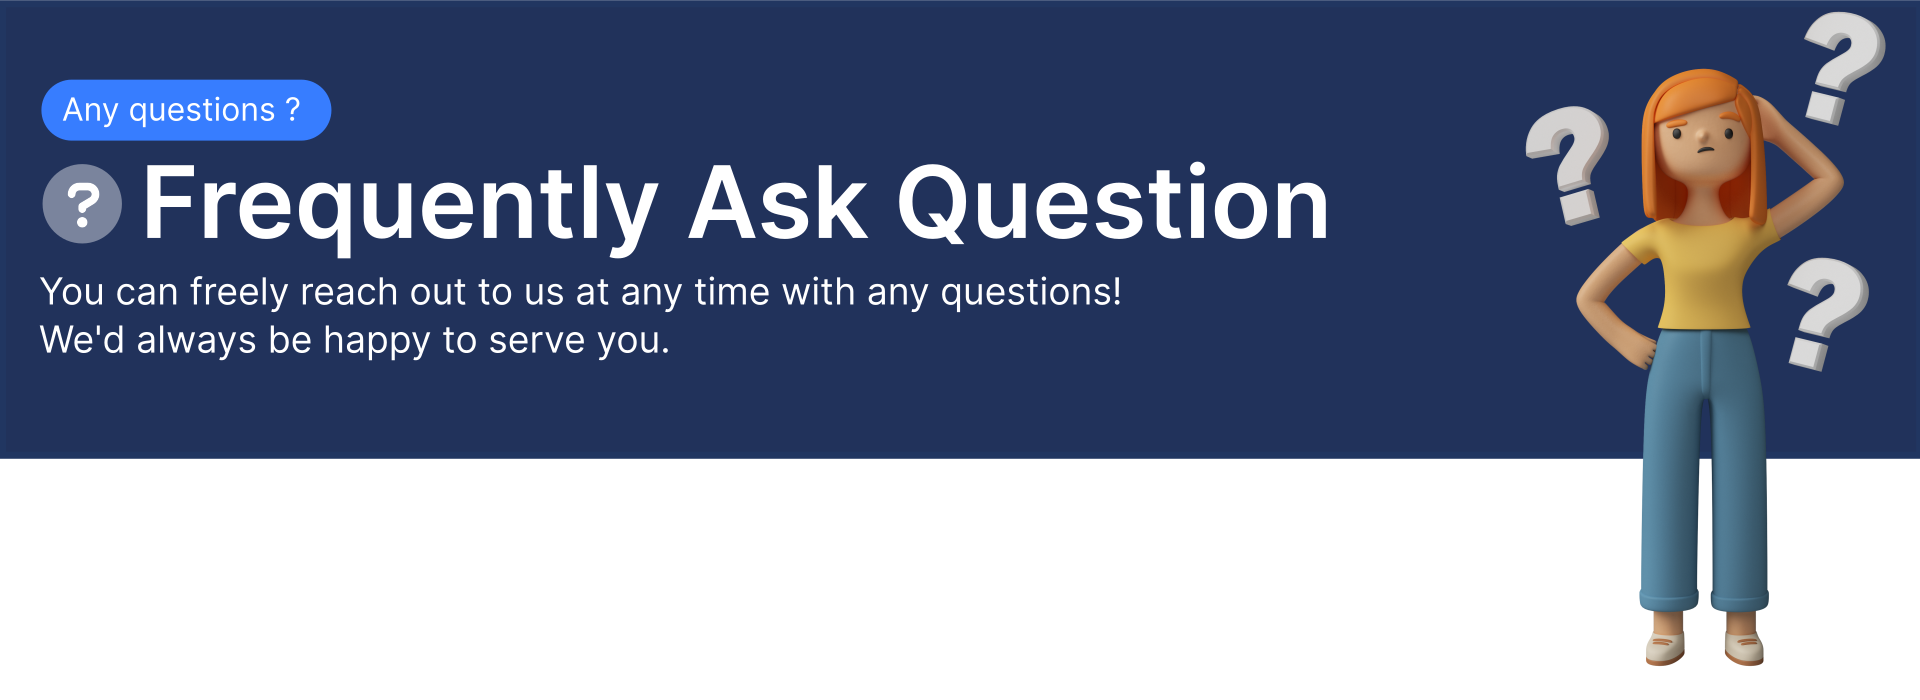 Any questions ?
? Frequently Ask Question
You can freely reach out to us at any time with any questions!
We'd always be happy to serve you.
? ? ?